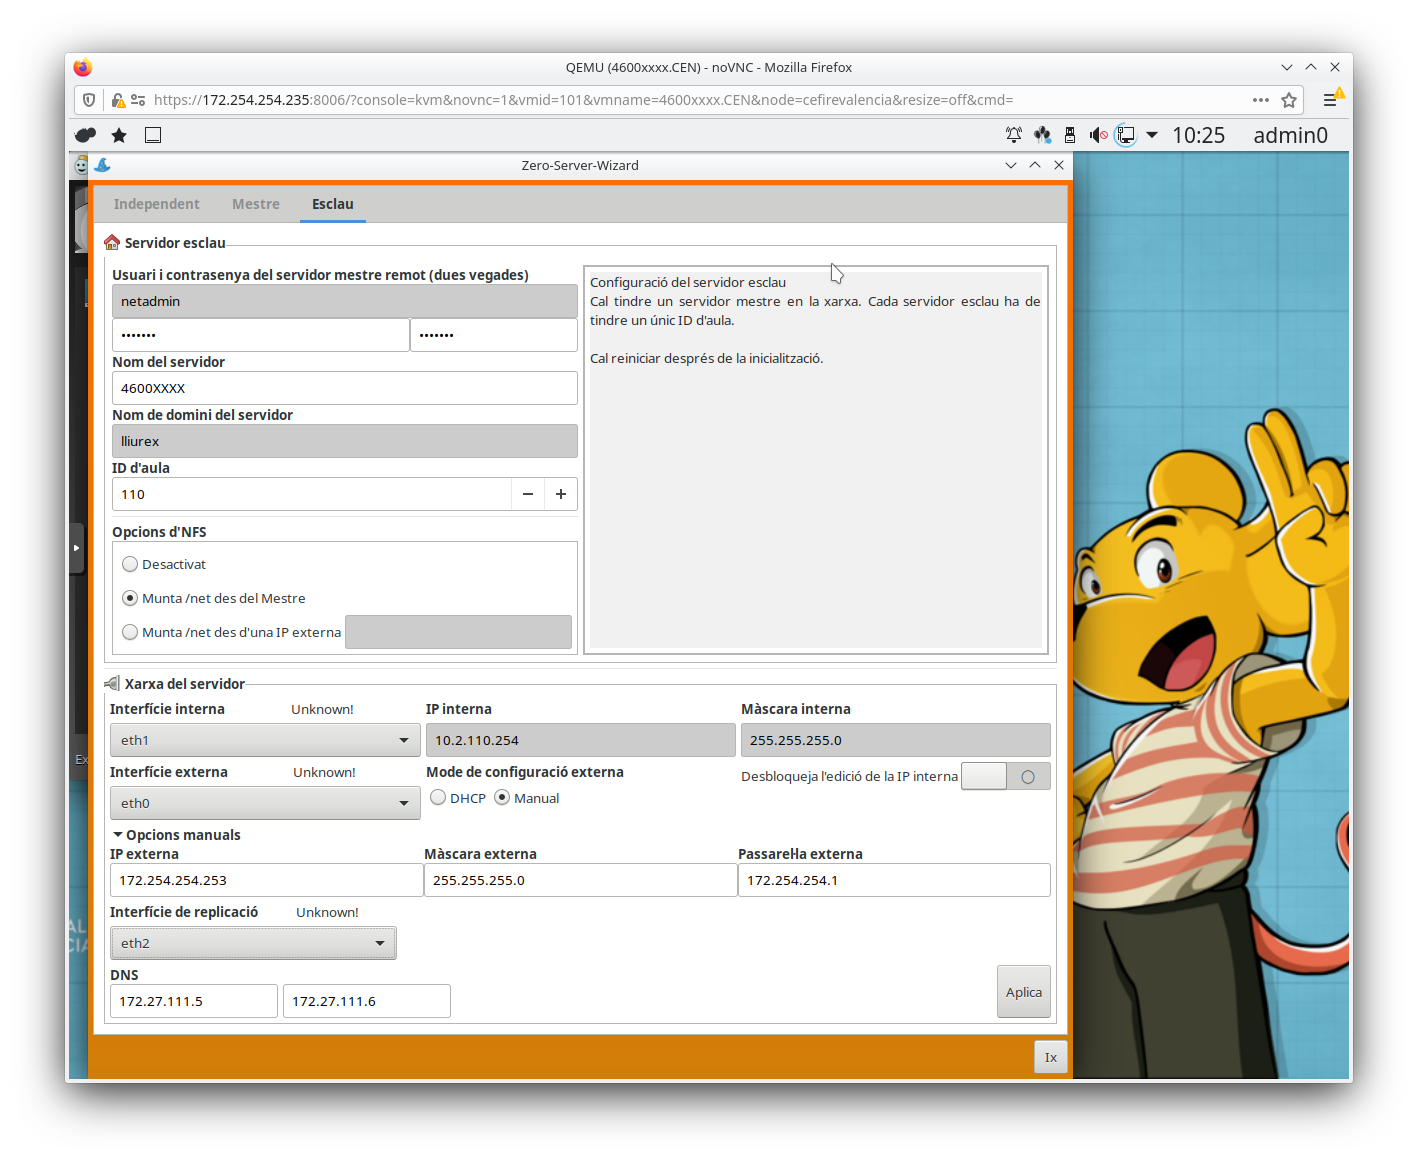 QEMU (4600xxxx.CEN) - noVNC - Mozilla Firefox
https://172.254.254.235:8006/?console=kvm&novnc=1&vmid=101&vmname=4600xxxx.CEN&node=cefirevalencia&resize=off&cmd=
10:25 admin0
Zero-Server-Wizard
Independent Mestre Esclau
Servidor esclau
Usuari i contrasenya del servidor mestre remot (dues vegades)
netadmin
••••••• •••••••
Nom del servidor
4600XXXX
Nom de domini del servidor
lliurex
ID d'aula
110
Opcions d'NFS
Desactivat
Munta /net des del Mestre
Munta /net des d'una IP externa
Configuració del servidor esclau
Cal tindre un servidor mestre en la xarxa. Cada servidor esclau ha de
tindre un únic ID d'aula.
Cal reiniciar després de la inicialització.
Xarxa del servidor
Interfície interna Unknown! IP interna Màscara interna
eth1 10.2.110.254 255.255.255.0
Interfície externa Unknown! Mode de configuració externa Desbloqueja l'edició de la IP interna
eth0 DHCP Manual
Opcions manuals
IP externa Màscara externa Passarel·la externa
172.254.254.253 255.255.255.0 172.254.254.1
Interfície de replicació Unknown!
eth2
DNS
172.27.111.5 172.27.111.6
Aplica
Ix